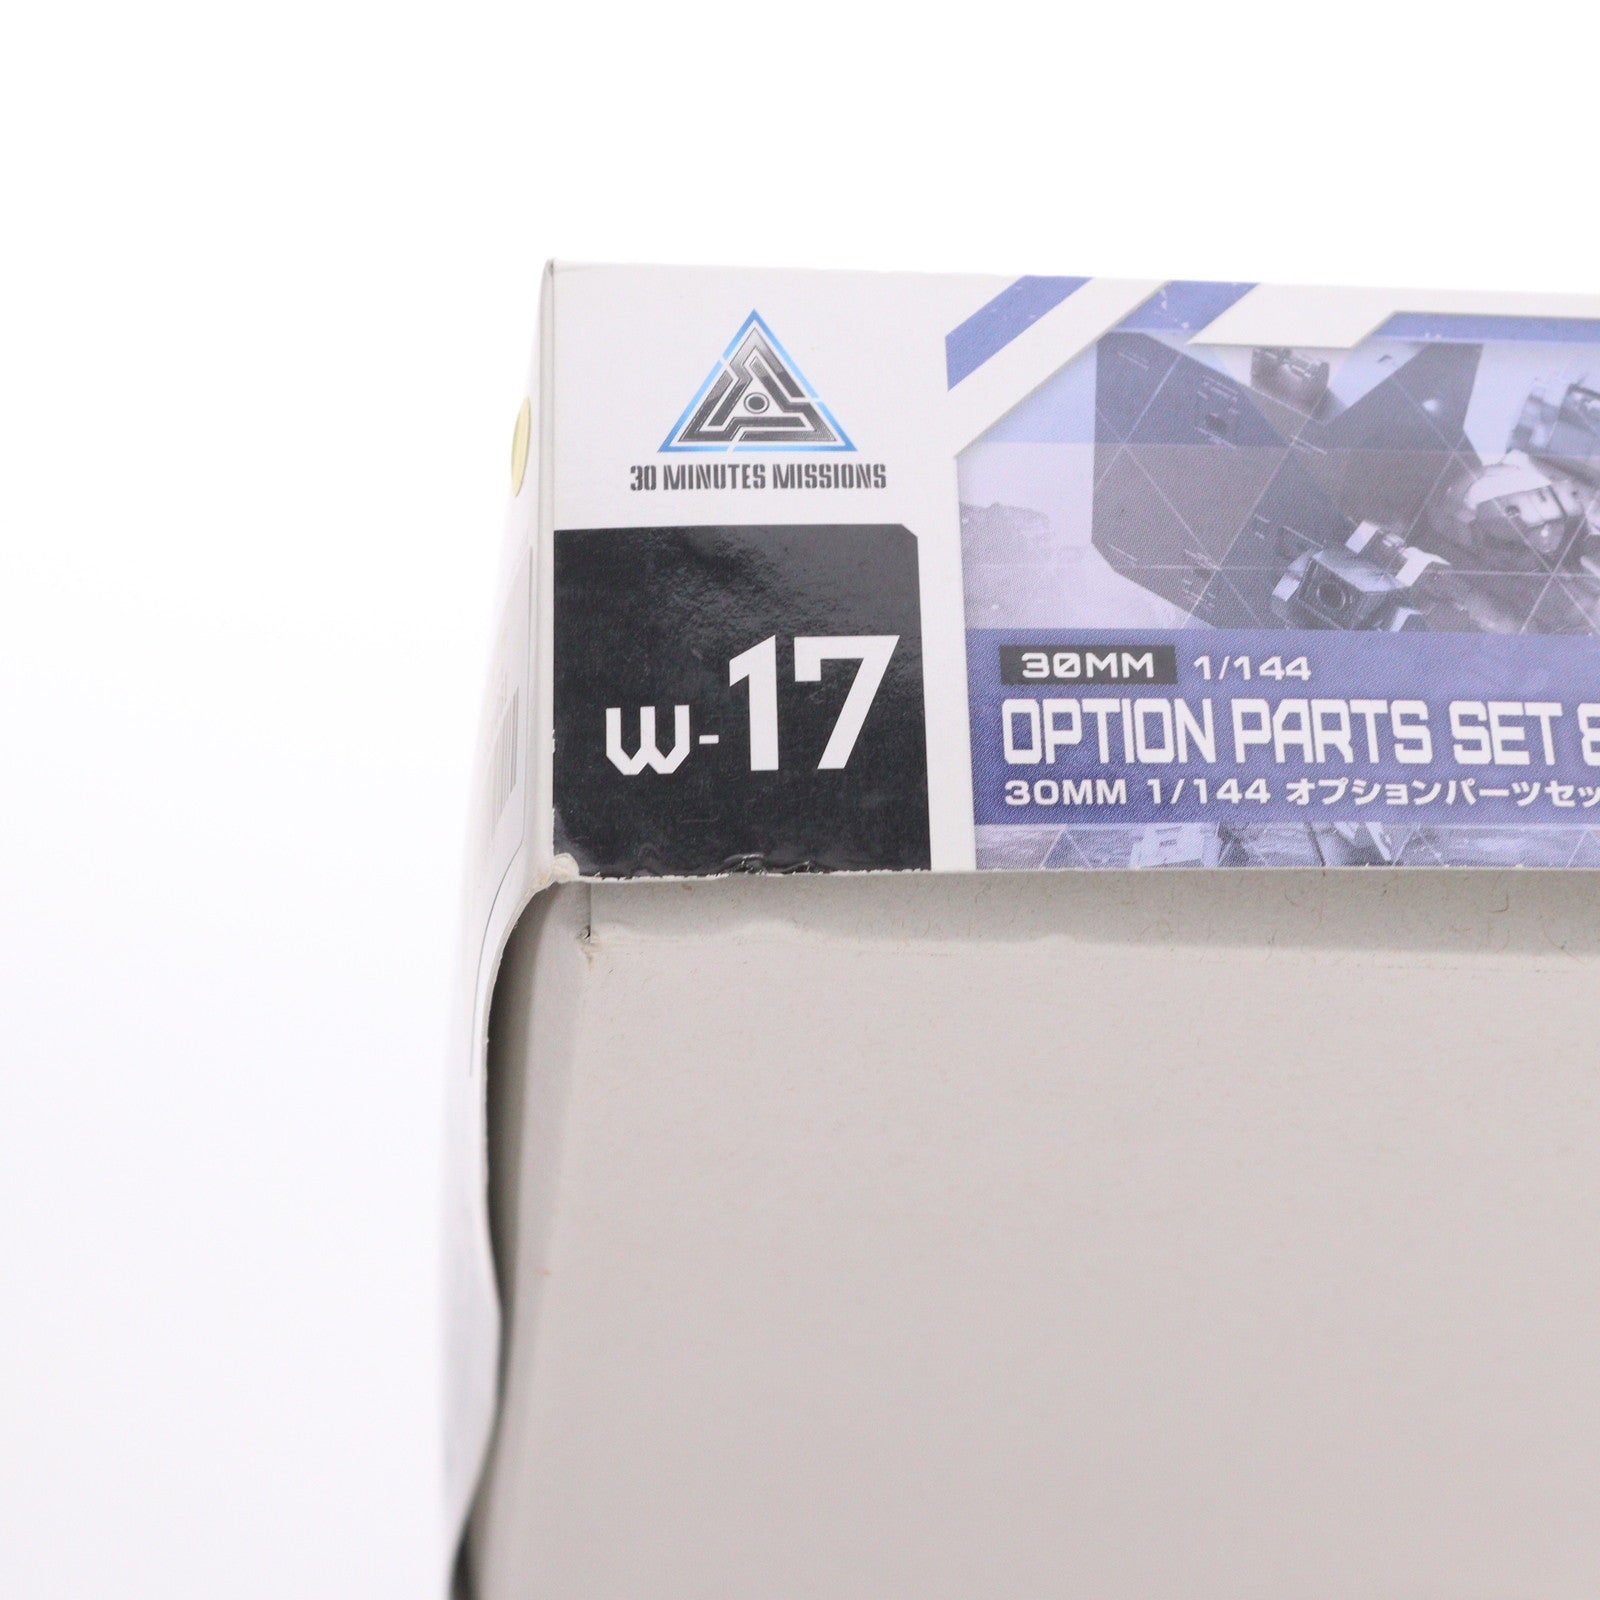 30 MINUTES MISSIONS
W-17
30MM 1/144
OPTION PARTS SET
30MM 1/144 オプションパーツセッ